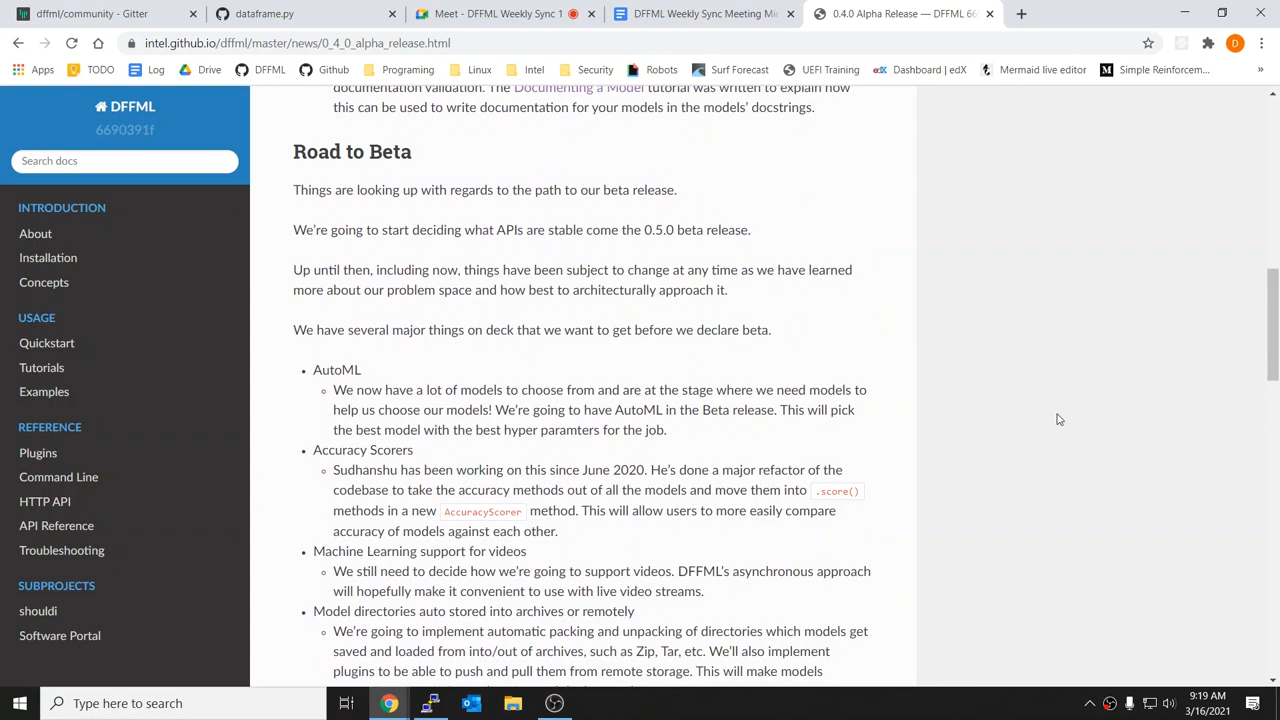 dffml/community - Gitter
dataframe.py
Meet - DFFML Weekly Sync 1
DFFML Weekly Sync Meeting Mi
0.4.0 Alpha Release — DFFML 66
intel.github.io/dffml/master/news/0_4_0_alpha_release.html
D
Apps
TODO
Log
Drive
DFFML
Github
Programing
Linux
Intel
Security
Robots
Surf Forecast
UEFI Training
Dashboard | edX
Mermaid live editor
Simple Reinforcem...
DFFML
6690391f
Search docs
INTRODUCTION
About
Installation
Concepts
USAGE
Quickstart
Tutorials
Examples
REFERENCE
Plugins
Command Line
HTTP API
API Reference
Troubleshooting
SUBPROJECTS
shouldi
Software Portal
documentation validation. The Documenting a Model tutorial was written to explain how
this can be used to write documentation for your models in the models' docstrings.
Road to Beta
Things are looking up with regards to the path to our beta release.
We're going to start deciding what APIs are stable come the 0.5.0 beta release.
Up until then, including now, things have been subject to change at any time as we have learned
more about our problem space and how best to architecturally approach it.
We have several major things on deck that we want to get before we declare beta.
• AutoML
◦ We now have a lot of models to choose from and are at the stage where we need models to
help us choose our models! We're going to have AutoML in the Beta release. This will pick
the best model with the best hyper paramters for the job.
• Accuracy Scorers
◦ Sudhanshu has been working on this since June 2020. He's done a major refactor of the
codebase to take the accuracy methods out of all the models and move them into .score()
methods in a new AccuracyScorer method. This will allow users to more easily compare
accuracy of models against each other.
• Machine Learning support for videos
◦ We still need to decide how we're going to support videos. DFFML's asynchronous approach
will hopefully make it convenient to use with live video streams.
• Model directories auto stored into archives or remotely
◦ We're going to implement automatic packing and unpacking of directories which models get
saved and loaded from into/out of archives, such as Zip, Tar, etc. We'll also implement
plugins to be able to push and pull them from remote storage. This will make models
Type here to search
9:19 AM
3/16/2021